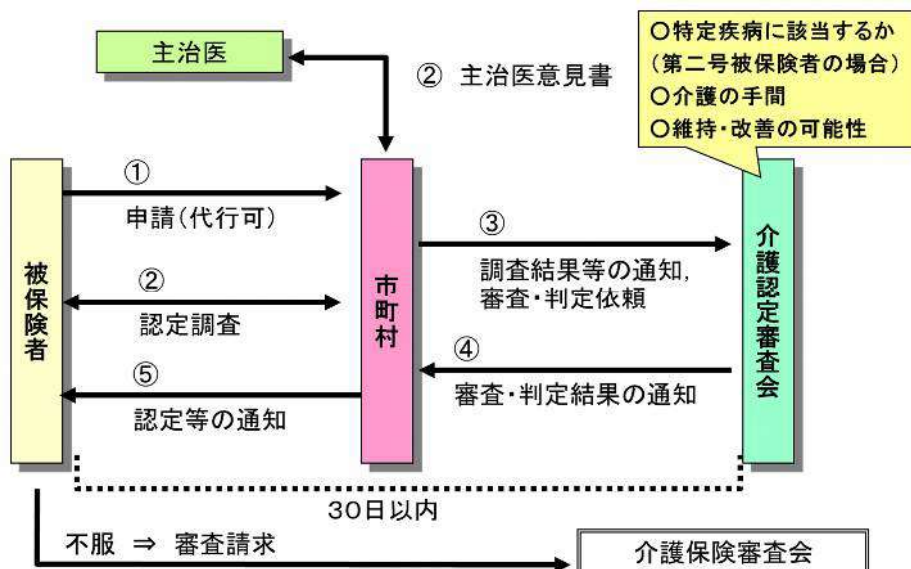 主治医
② 主治医意見書
○特定疾病に該当するか
(第二号被保険者の場合)
○介護の手間
○維持・改善の可能性
被保険者
①
申請(代行可)
②
認定調査
⑤
認定等の通知
市町村
③
調査結果等の通知,
審査・判定依頼
④
審査・判定結果の通知
介護認定審査会
30日以内
不服 ⇒ 審査請求
介護保険審査会